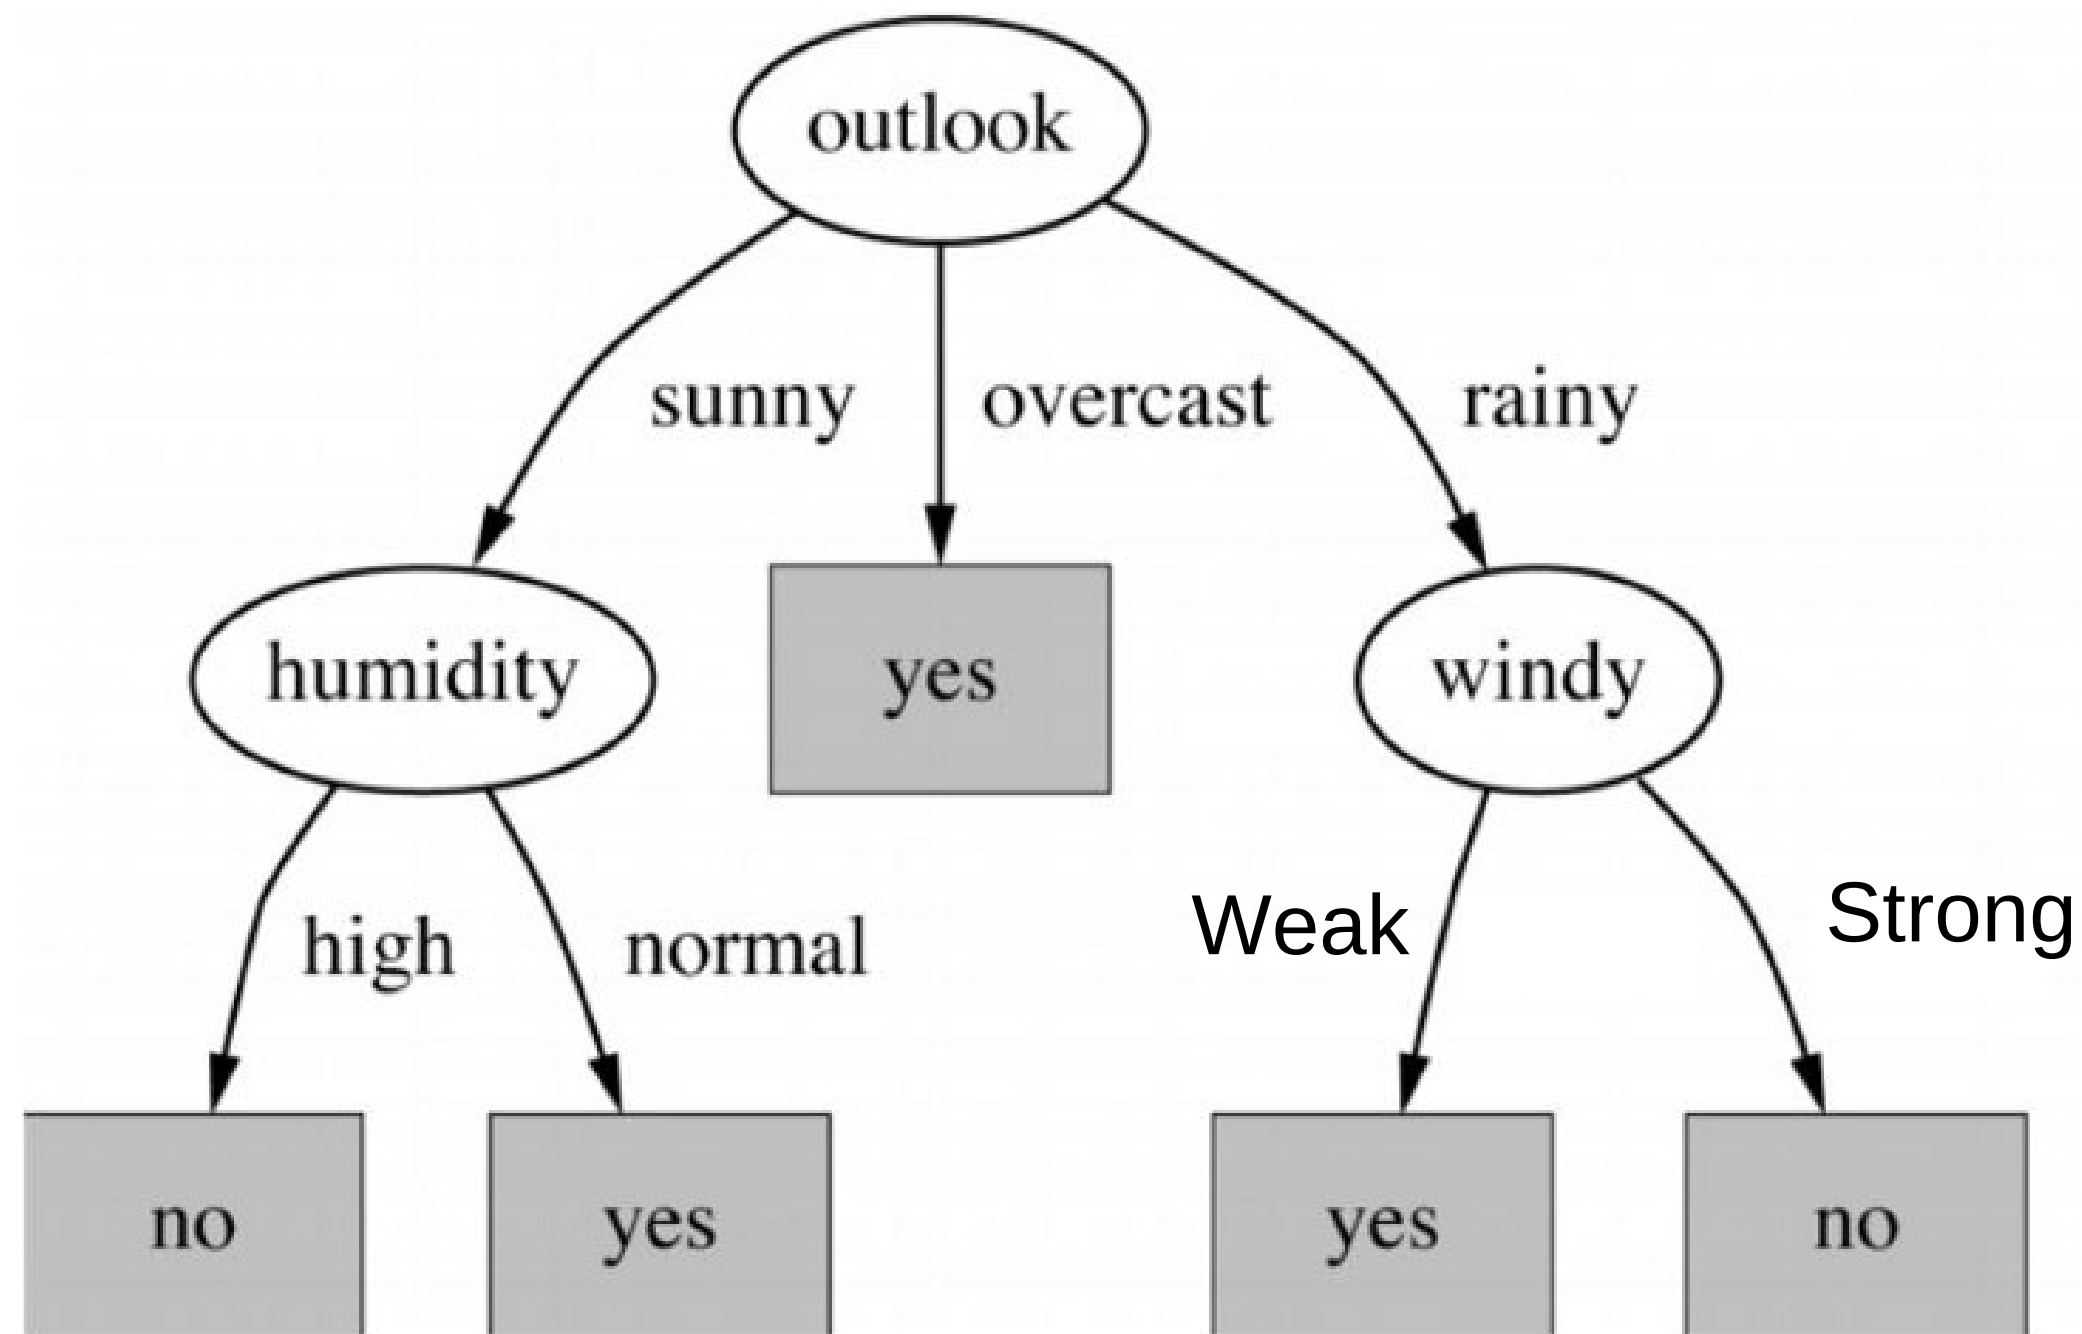 outlook
sunny
overcast
rainy
humidity
yes
windy
high
normal
Weak
Strong
no
yes
yes
no